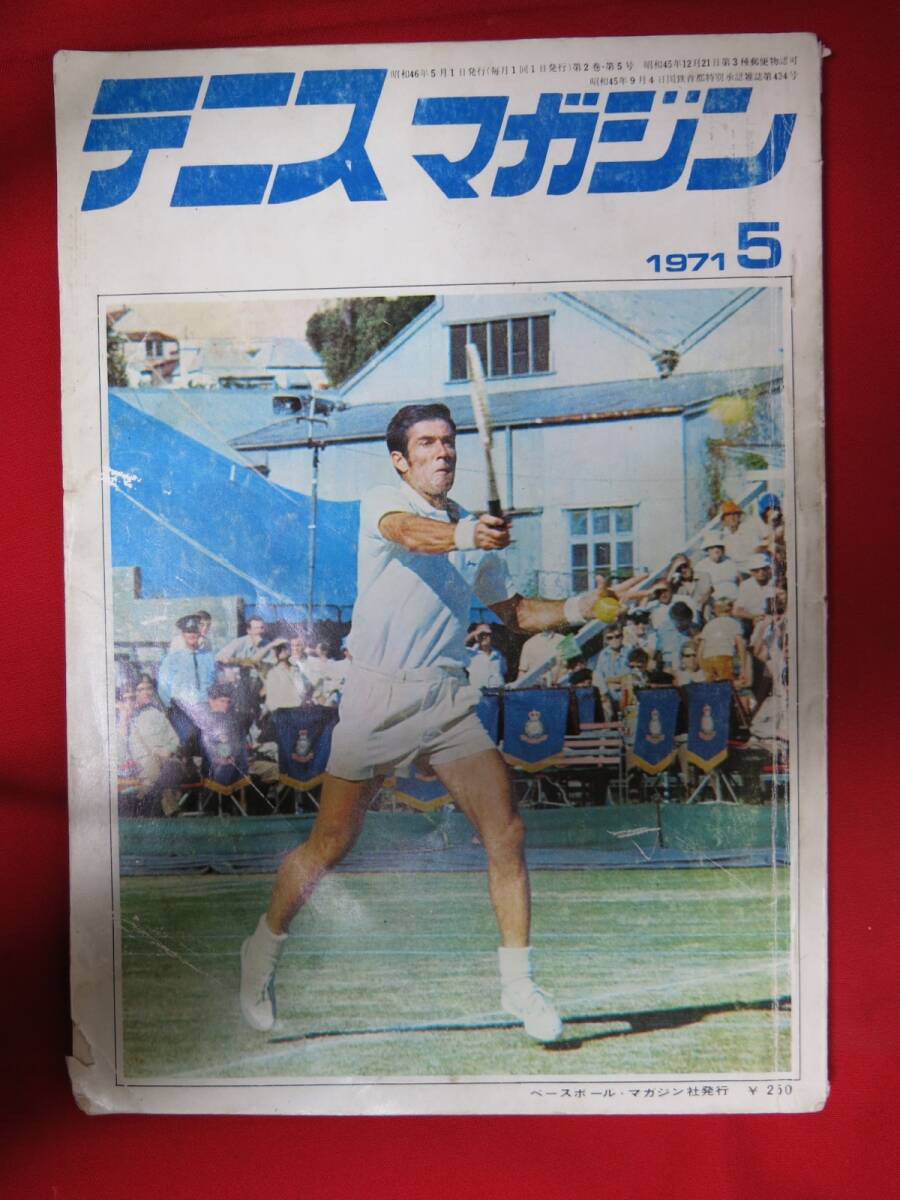 昭和46年5月1日発行(毎月1回1日発行)第2巻・第5号 昭和45年12月21日第3種郵便物認可
昭和45年9月4日国鉄首都特別承認雑誌第434号
テニスマガジン
1971 5
ベースボール・マガジン社発行 ¥250